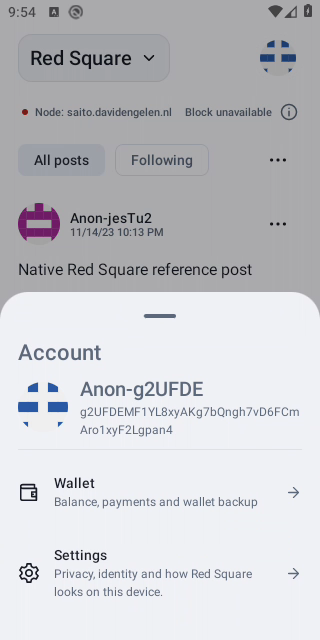 9:54
Red Square
Node: saito.davidengelen.nl Block unavailable
All posts Following
Anon-jesTu2
11/14/23 10:13 PM
Native Red Square reference post
Account
Anon-g2UFDE
g2UFDEMF1YL8xyAKg7bQngh7vD6FCm
Aro1xyF2Lgpan4
Wallet
Balance, payments and wallet backup
Settings
Privacy, identity and how Red Square
looks on this device.